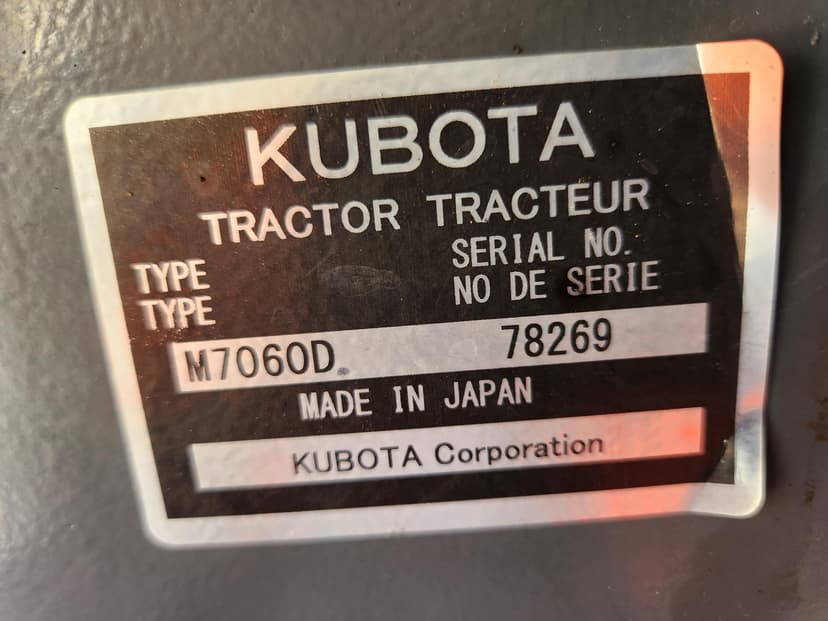 KUBOTA
TRACTOR TRACTEUR
TYPE SERIAL NO.
TYPE NO DE SERIE
M7060D 78269
MADE IN JAPAN
KUBOTA Corporation